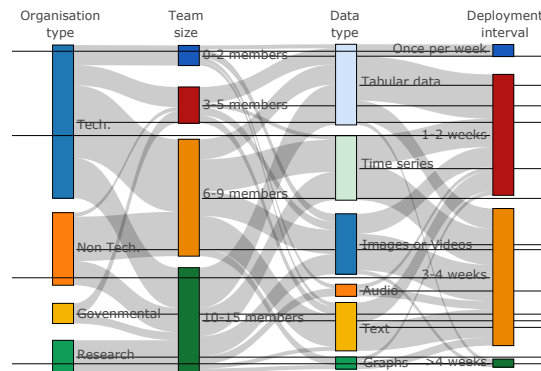 Organisation
type
Team
size
Data
type
Deployment
interval
Tech.
Non Tech.
Govenmental
Research
0-2 members
3-5 members
6-9 members
10-15 members
Tabular data
Time series
Images or Videos
Audio
Text
Graphs
Once per week
1-2 weeks
3-4 weeks
>4 weeks